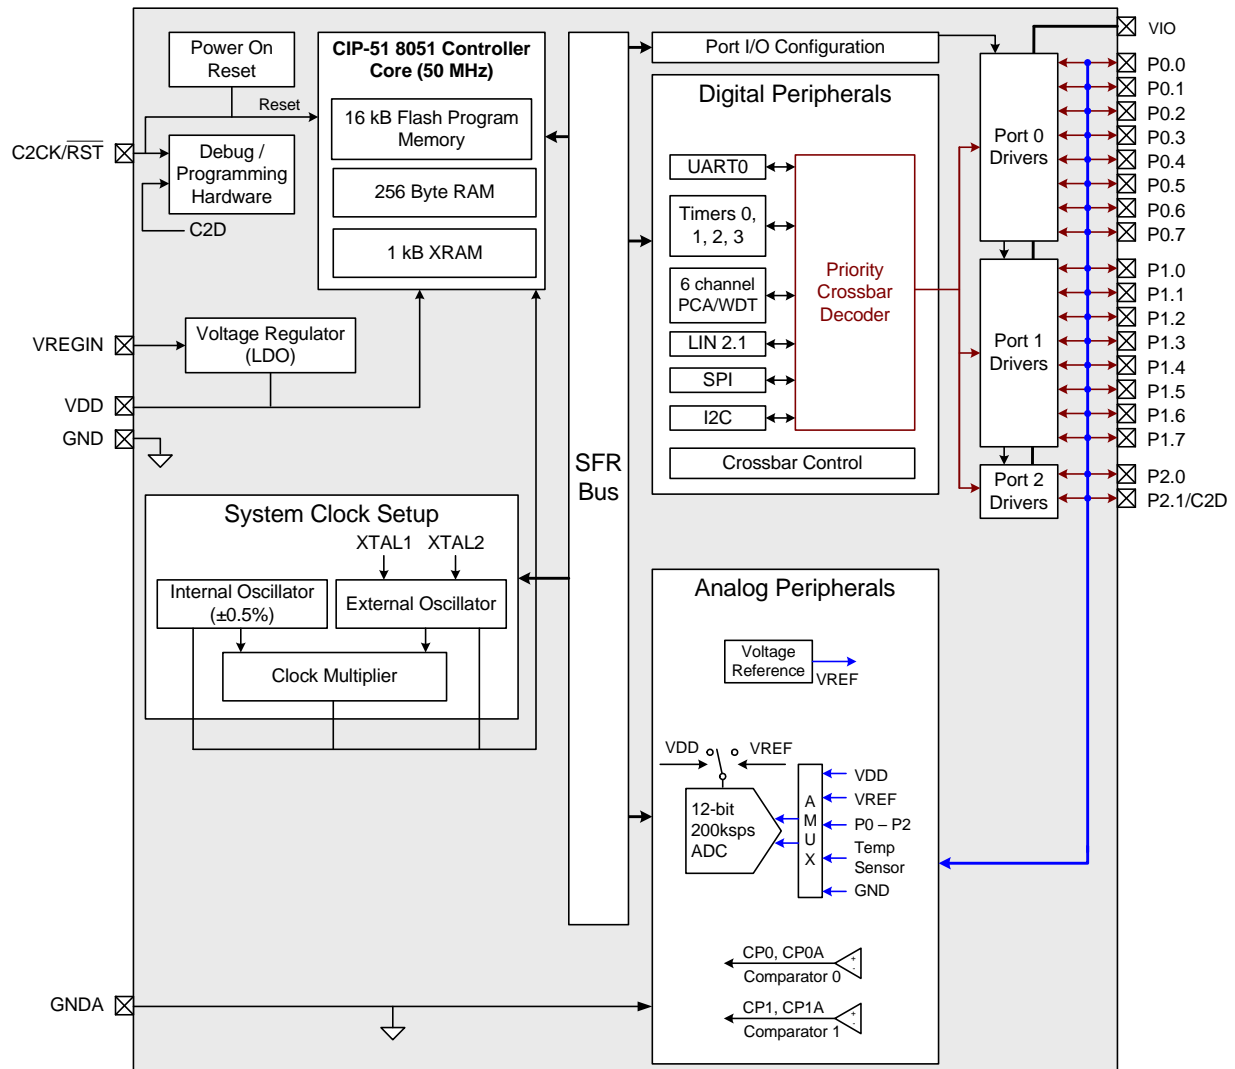 Power On
Reset
Reset
C2CK/RST
Debug /
Programming
Hardware
C2D
CIP-51 8051 Controller
Core (50 MHz)
16 kB Flash Program
Memory
256 Byte RAM
1 kB XRAM
VREGIN
Voltage Regulator
(LDO)
VDD
GND
System Clock Setup
XTAL1
XTAL2
Internal Oscillator
(±0.5%)
External Oscillator
Clock Multiplier
GNDA
SFR
Bus
Port I/O Configuration
Digital Peripherals
UART0
Timers 0,
1, 2, 3
6 channel
PCA/WDT
LIN 2.1
SPI
I2C
Priority
Crossbar
Decoder
Crossbar Control
Port 0
Drivers
Port 1
Drivers
Port 2
Drivers
VIO
P0.0
P0.1
P0.2
P0.3
P0.4
P0.5
P0.6
P0.7
P1.0
P1.1
P1.2
P1.3
P1.4
P1.5
P1.6
P1.7
P2.0
P2.1/C2D
Analog Peripherals
Voltage
Reference
VREF
VDD
VREF
12-bit
200ksps
ADC
A
M
U
X
VDD
VREF
P0 – P2
Temp
Sensor
GND
CP0, CP0A
+
-
Comparator 0
CP1, CP1A
+
-
Comparator 1